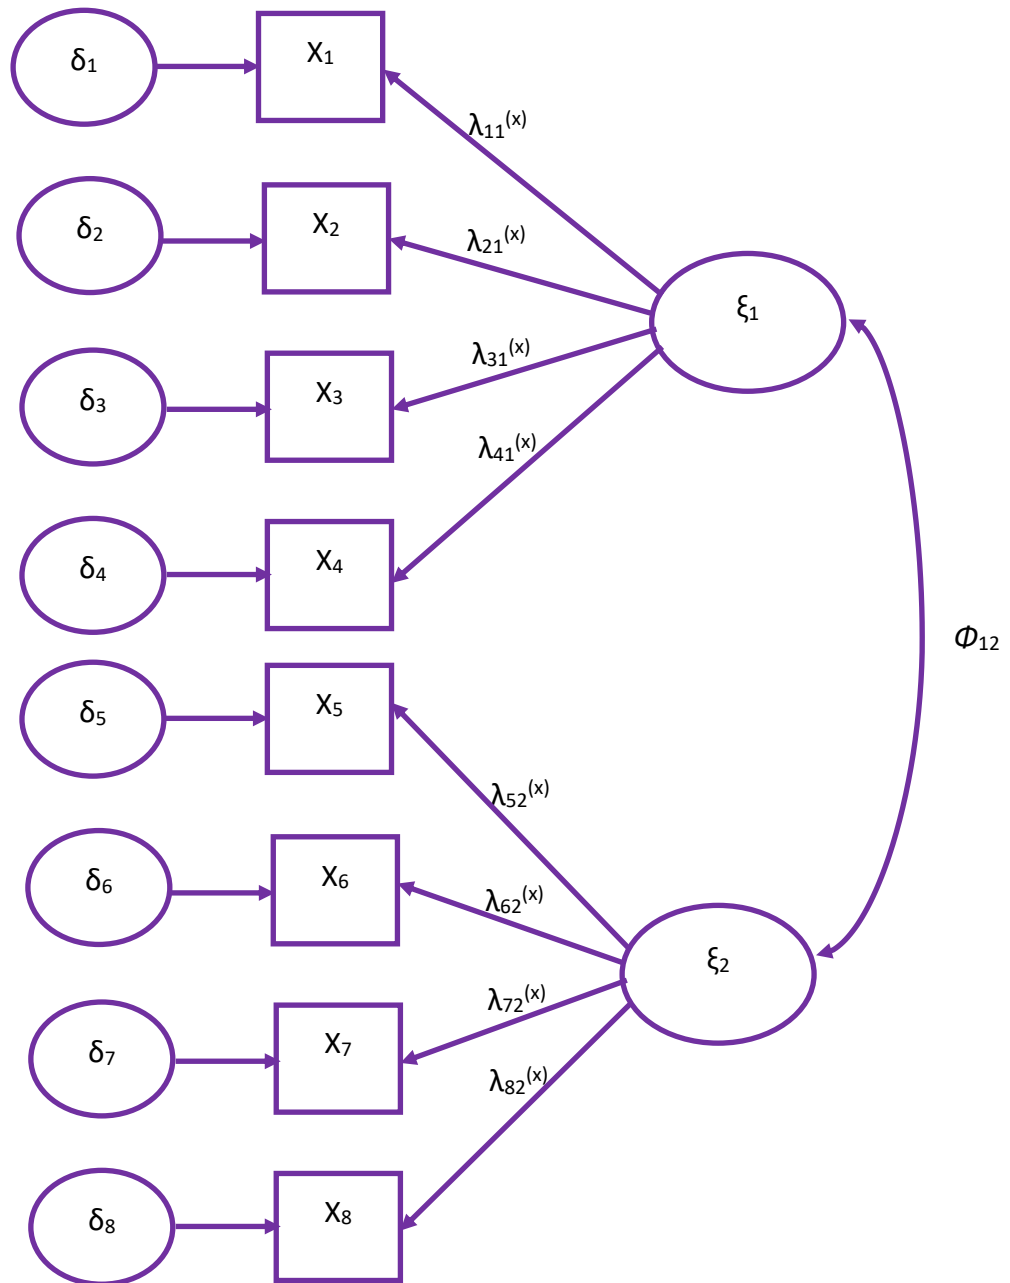 δ₁ X₁
λ₁₁⁽ˣ⁾
δ₂ X₂
λ₂₁⁽ˣ⁾
ξ₁
λ₃₁⁽ˣ⁾
δ₃ X₃
λ₄₁⁽ˣ⁾
δ₄ X₄
Φ₁₂
δ₅ X₅
λ₅₂⁽ˣ⁾
δ₆ X₆
λ₆₂⁽ˣ⁾
ξ₂
λ₇₂⁽ˣ⁾
δ₇ X₇
λ₈₂⁽ˣ⁾
δ₈ X₈